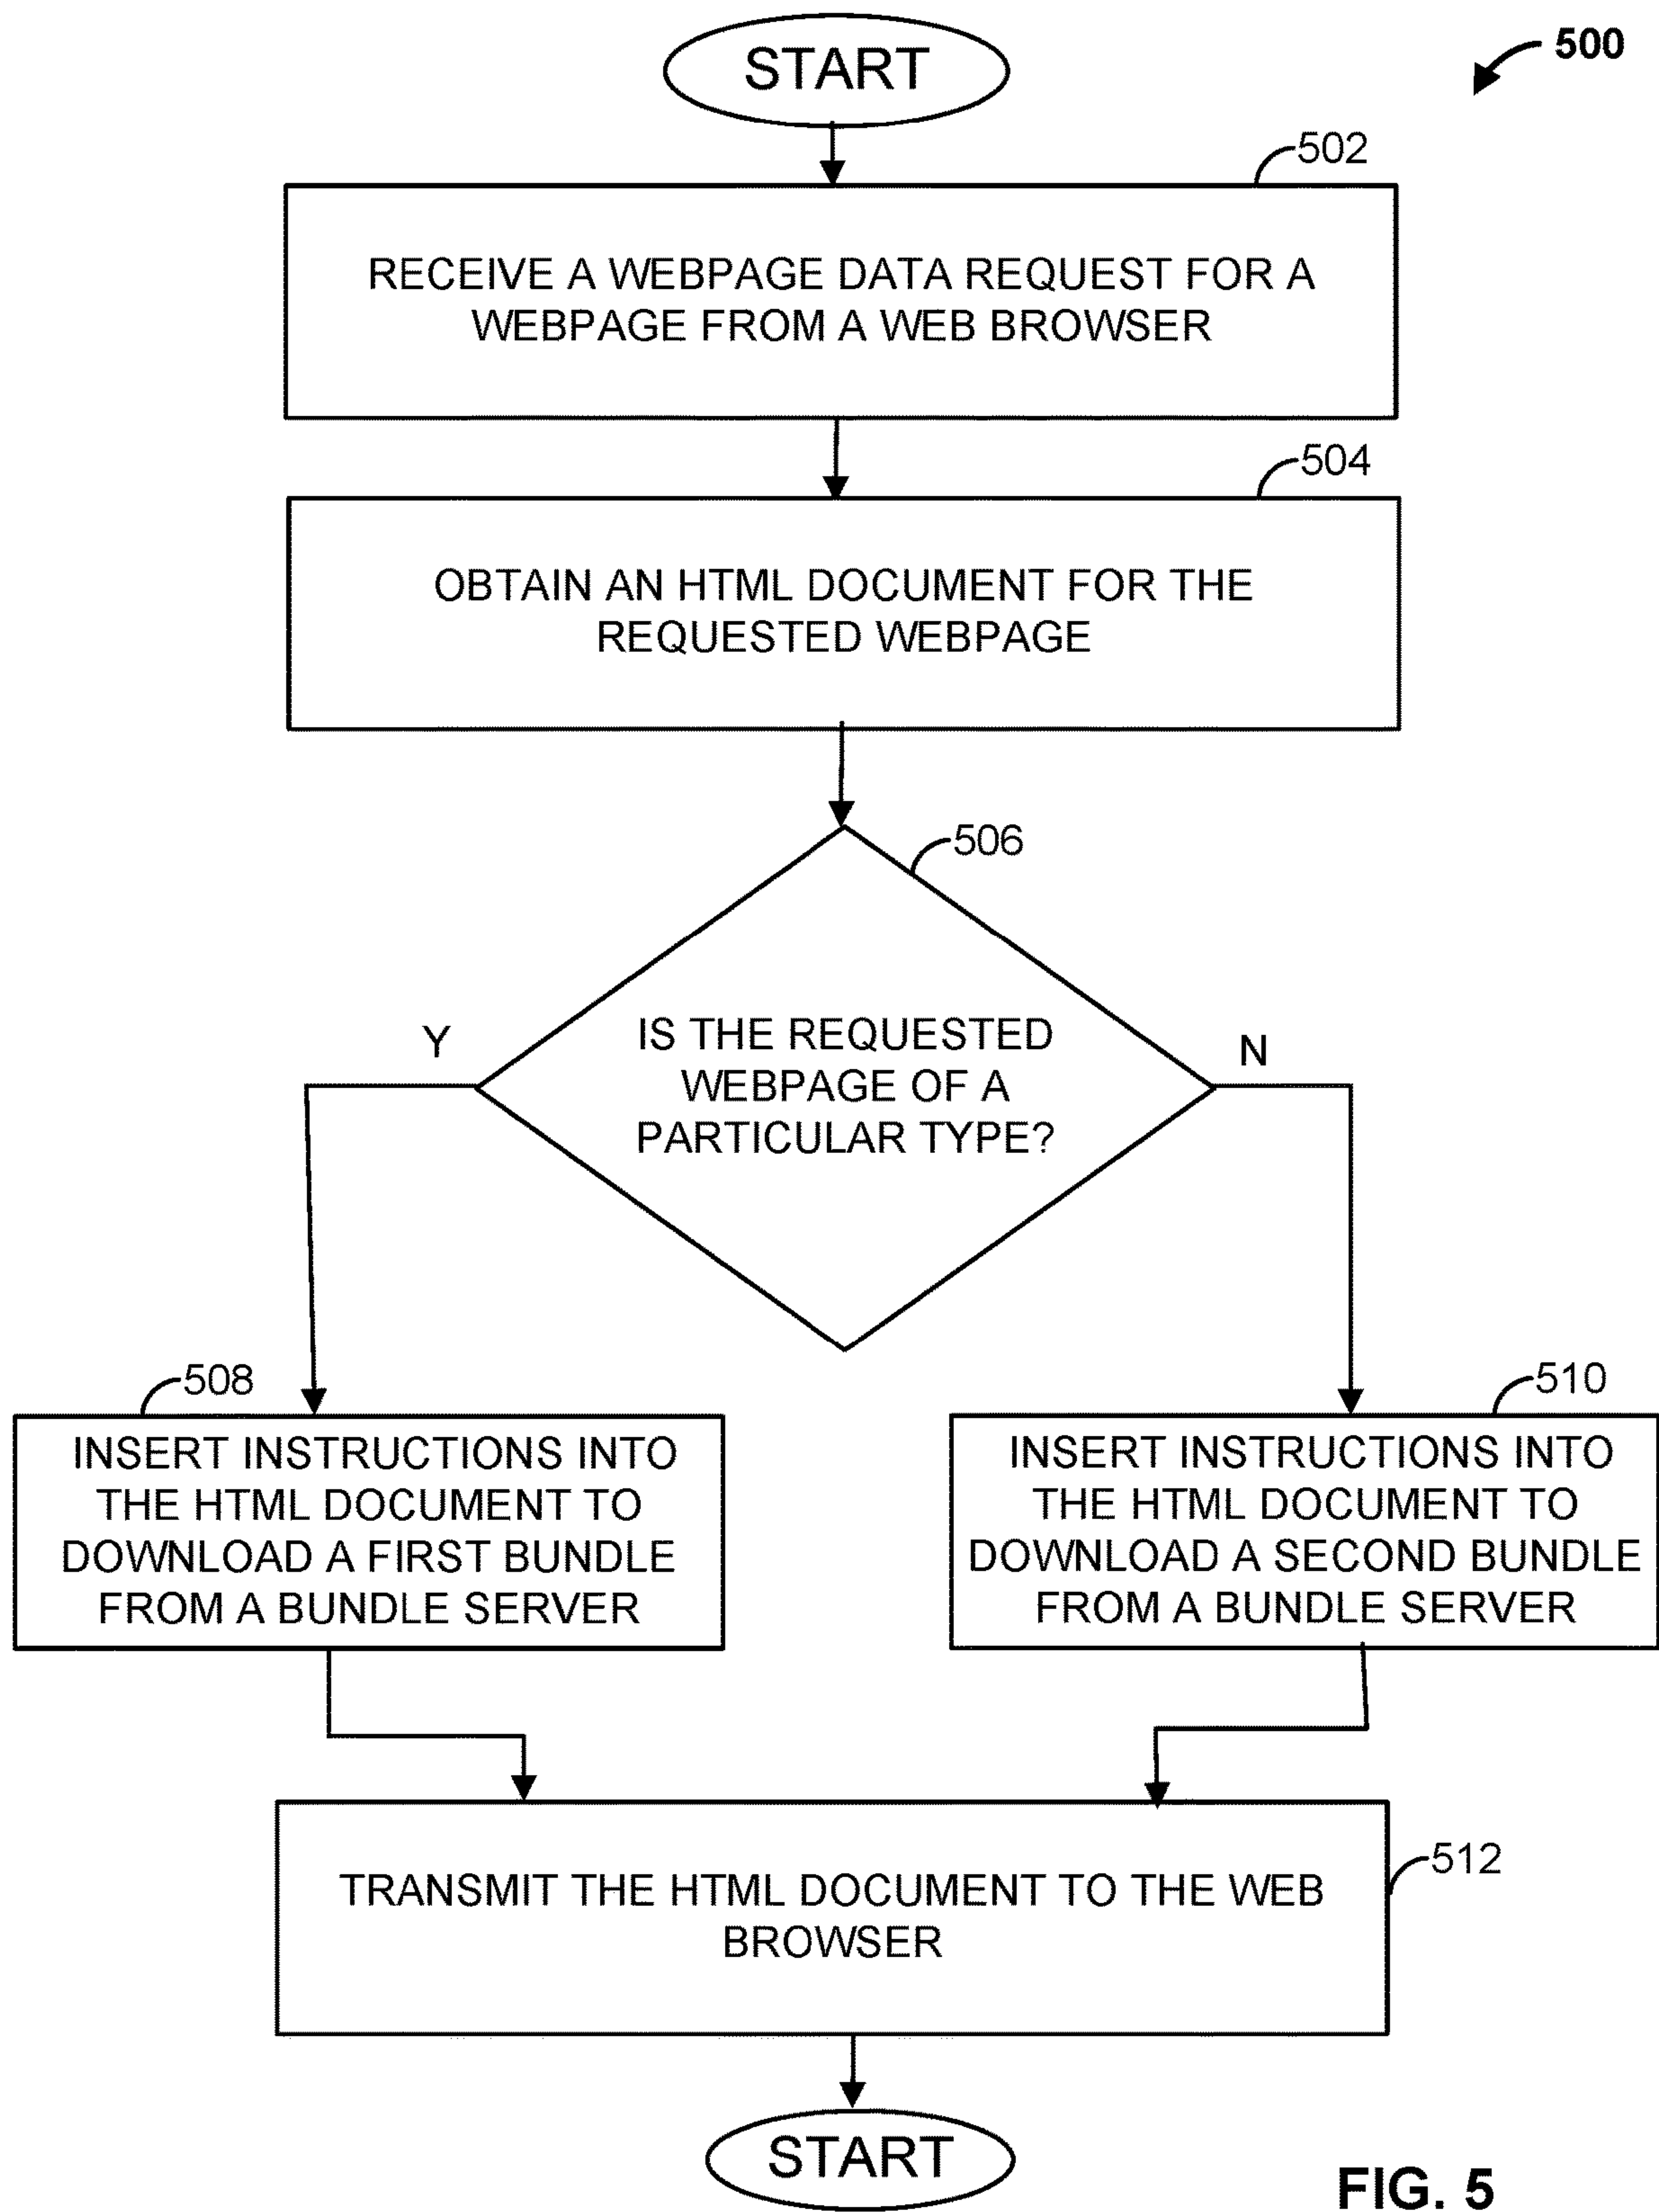 START
500
502
RECEIVE A WEBPAGE DATA REQUEST FOR A
WEBPAGE FROM A WEB BROWSER
504
OBTAIN AN HTML DOCUMENT FOR THE
REQUESTED WEBPAGE
506
IS THE REQUESTED
WEBPAGE OF A
PARTICULAR TYPE?
Y
N
508
INSERT INSTRUCTIONS INTO
THE HTML DOCUMENT TO
DOWNLOAD A FIRST BUNDLE
FROM A BUNDLE SERVER
510
INSERT INSTRUCTIONS INTO
THE HTML DOCUMENT TO
DOWNLOAD A SECOND BUNDLE
FROM A BUNDLE SERVER
512
TRANSMIT THE HTML DOCUMENT TO THE WEB
BROWSER
START
FIG. 5